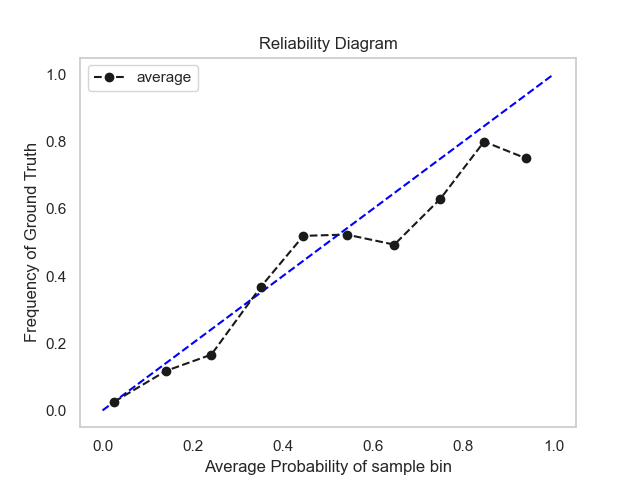 Reliability Diagram
average
1.0
0.8
0.6
0.4
0.2
0.0
Frequency of Ground Truth
0.0 0.2 0.4 0.6 0.8 1.0
Average Probability of sample bin